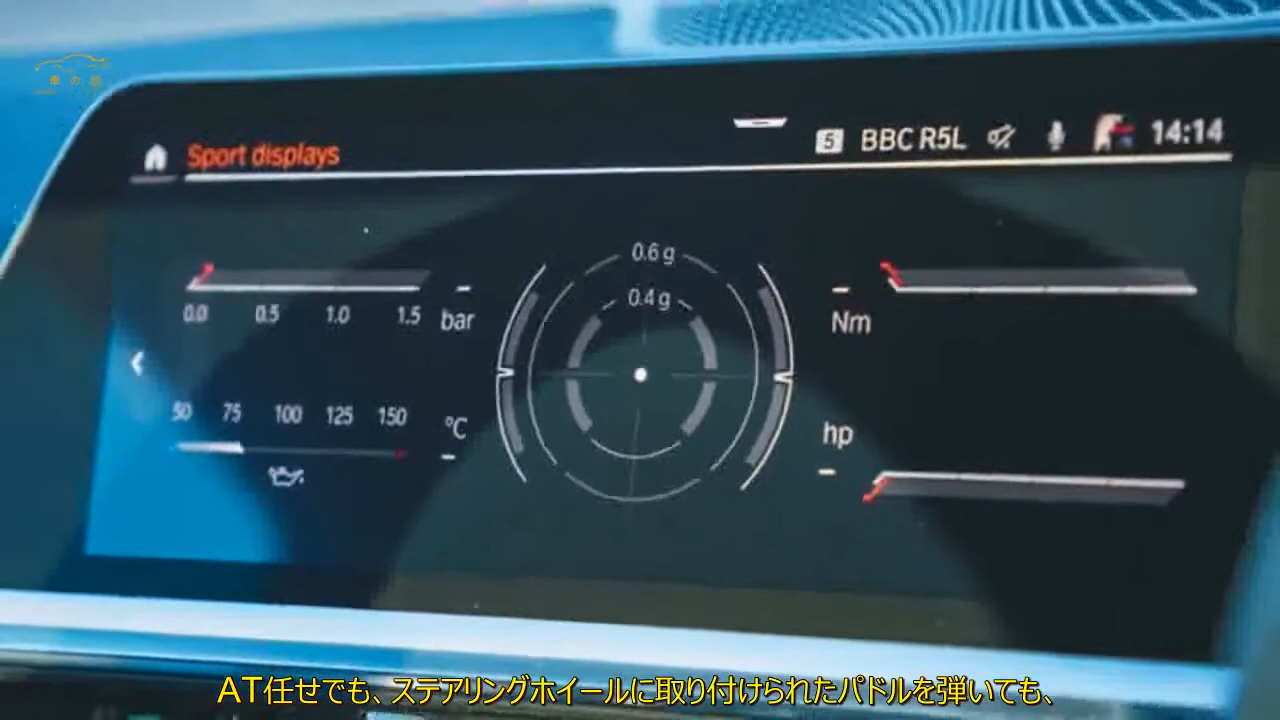 Sport displays
5 BBC R5L 14:14
0.6 g
0.4 g
0.0 0.5 1.0 1.5 bar
Nm
50 75 100 125 150 °C
hp
AT任せでも、ステアリングホイールに取り付けられたパドルを弾いても、